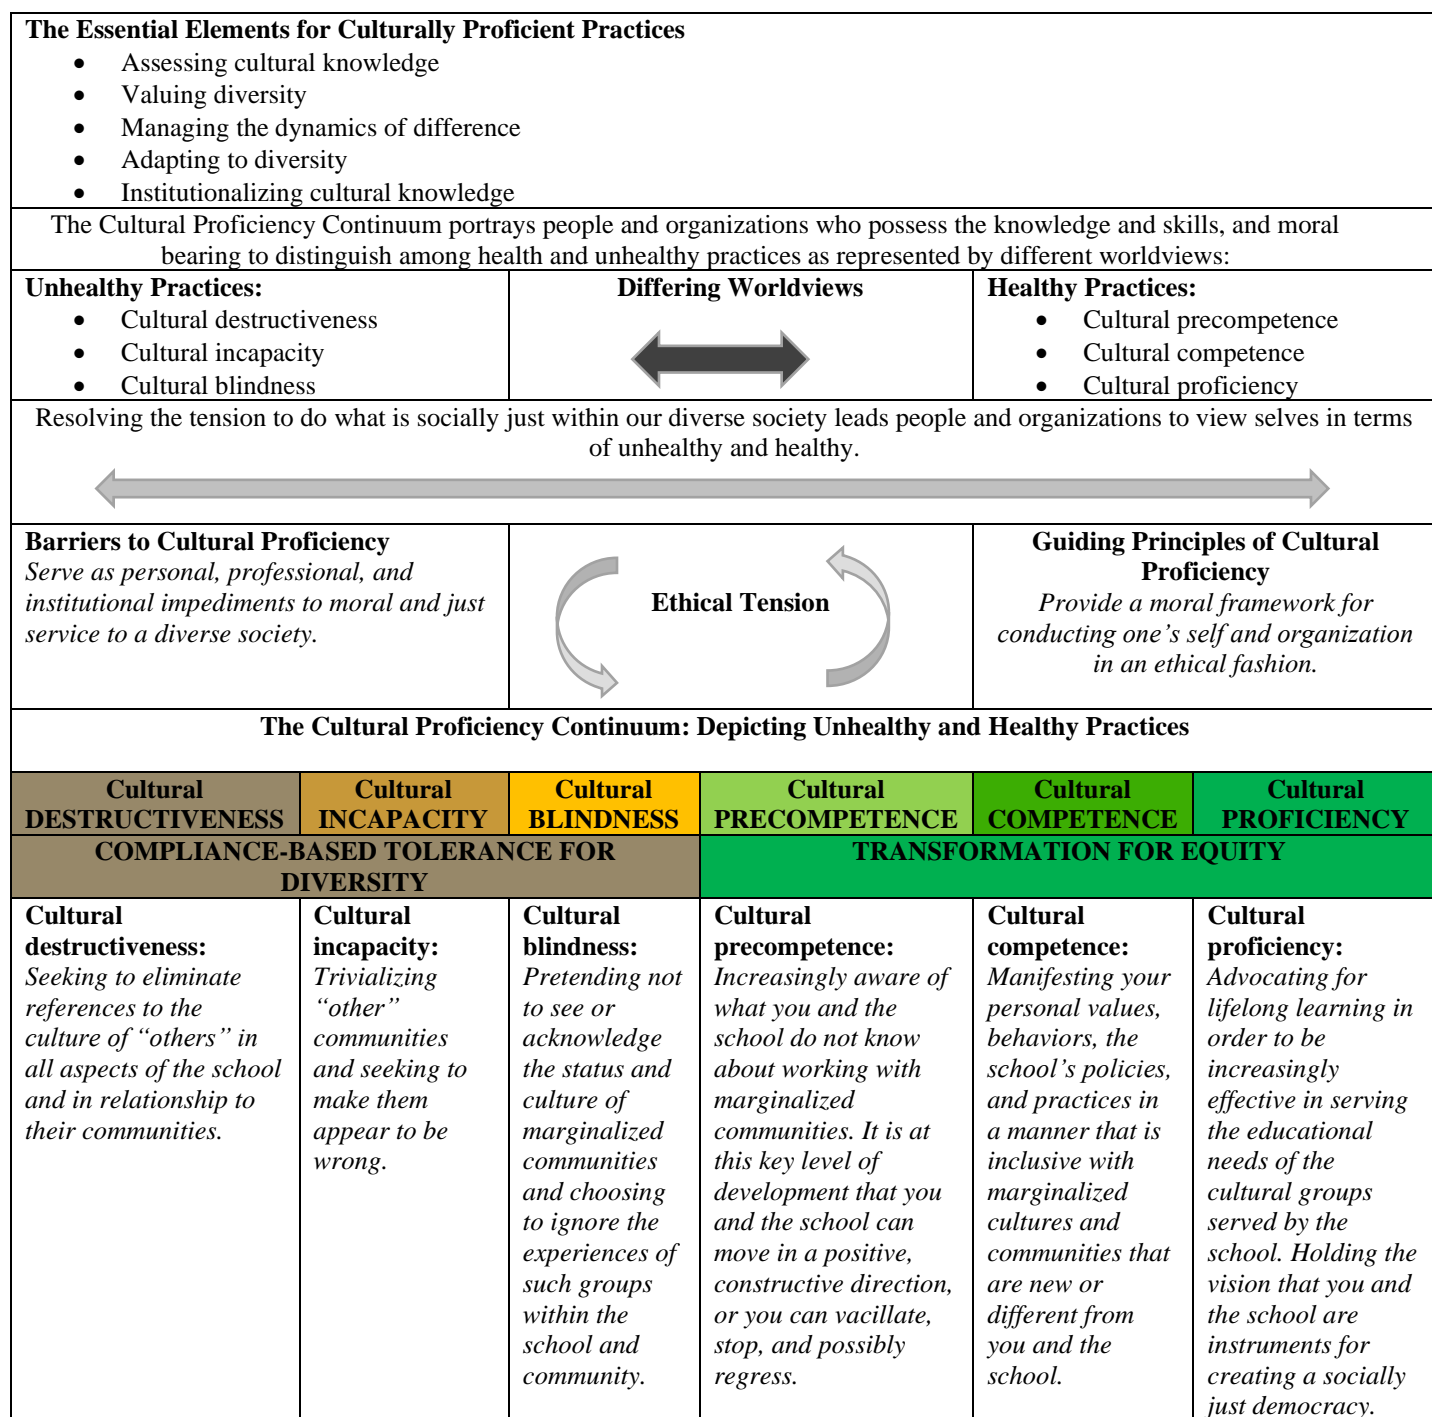 The Essential Elements for Culturally Proficient Practices
• Assessing cultural knowledge
• Valuing diversity
• Managing the dynamics of difference
• Adapting to diversity
• Institutionalizing cultural knowledge
The Cultural Proficiency Continuum portrays people and organizations who possess the knowledge and skills, and moral
bearing to distinguish among health and unhealthy practices as represented by different worldviews:
Unhealthy Practices:
• Cultural destructiveness
• Cultural incapacity
• Cultural blindness
Differing Worldviews
Healthy Practices:
• Cultural precompetence
• Cultural competence
• Cultural proficiency
Resolving the tension to do what is socially just within our diverse society leads people and organizations to view selves in terms
of unhealthy and healthy.
Barriers to Cultural Proficiency
Serve as personal, professional, and
institutional impediments to moral and just
service to a diverse society.
Ethical Tension
Guiding Principles of Cultural
Proficiency
Provide a moral framework for
conducting one’s self and organization
in an ethical fashion.
The Cultural Proficiency Continuum: Depicting Unhealthy and Healthy Practices
Cultural
DESTRUCTIVENESS
Cultural
INCAPACITY
Cultural
BLINDNESS
Cultural
PRECOMPETENCE
Cultural
COMPETENCE
Cultural
PROFICIENCY
COMPLIANCE-BASED TOLERANCE FOR
DIVERSITY
TRANSFORMATION FOR EQUITY
Cultural
destructiveness:
Seeking to eliminate
references to the
culture of “others” in
all aspects of the school
and in relationship to
their communities.
Cultural
incapacity:
Trivializing
“other”
communities
and seeking to
make them
appear to be
wrong.
Cultural
blindness:
Pretending not
to see or
acknowledge
the status and
culture of
marginalized
communities
and choosing
to ignore the
experiences of
such groups
within the
school and
community.
Cultural
precompetence:
Increasingly aware of
what you and the
school do not know
about working with
marginalized
communities. It is at
this key level of
development that you
and the school can
move in a positive,
constructive direction,
or you can vacillate,
stop, and possibly
regress.
Cultural
competence:
Manifesting your
personal values,
behaviors, the
school’s policies,
and practices in
a manner that is
inclusive with
marginalized
cultures and
communities that
are new or
different from
you and the
school.
Cultural
proficiency:
Advocating for
lifelong learning in
order to be
increasingly
effective in serving
the educational
needs of the
cultural groups
served by the
school. Holding the
vision that you and
the school are
instruments for
creating a socially
just democracy.